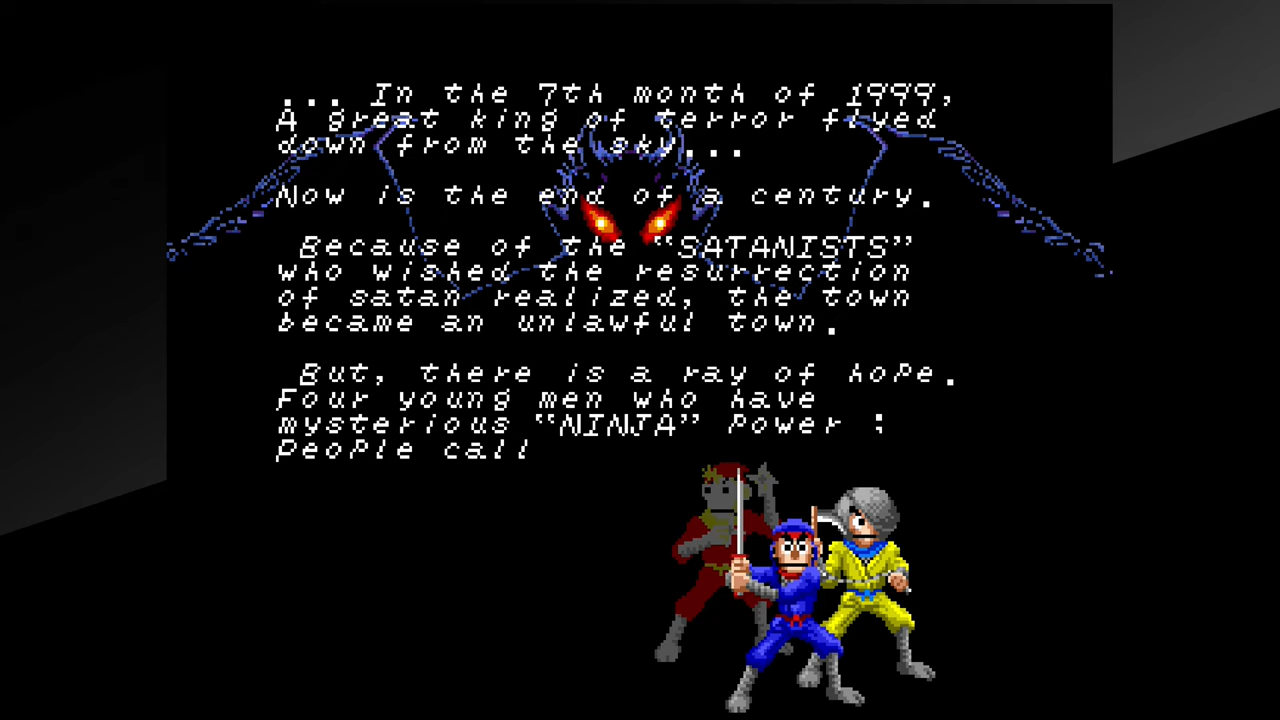 ... In the 7th month of 1999,
A great king of terror flyed
down from the sky...
Now is the end of a century.
Because of the "SATANISTS"
who wished the resurrection
of satan realized, the town
became an unlawful town.
But, there is a ray of hope.
Four young men who have
mysterious "NINJA" power ;
people call